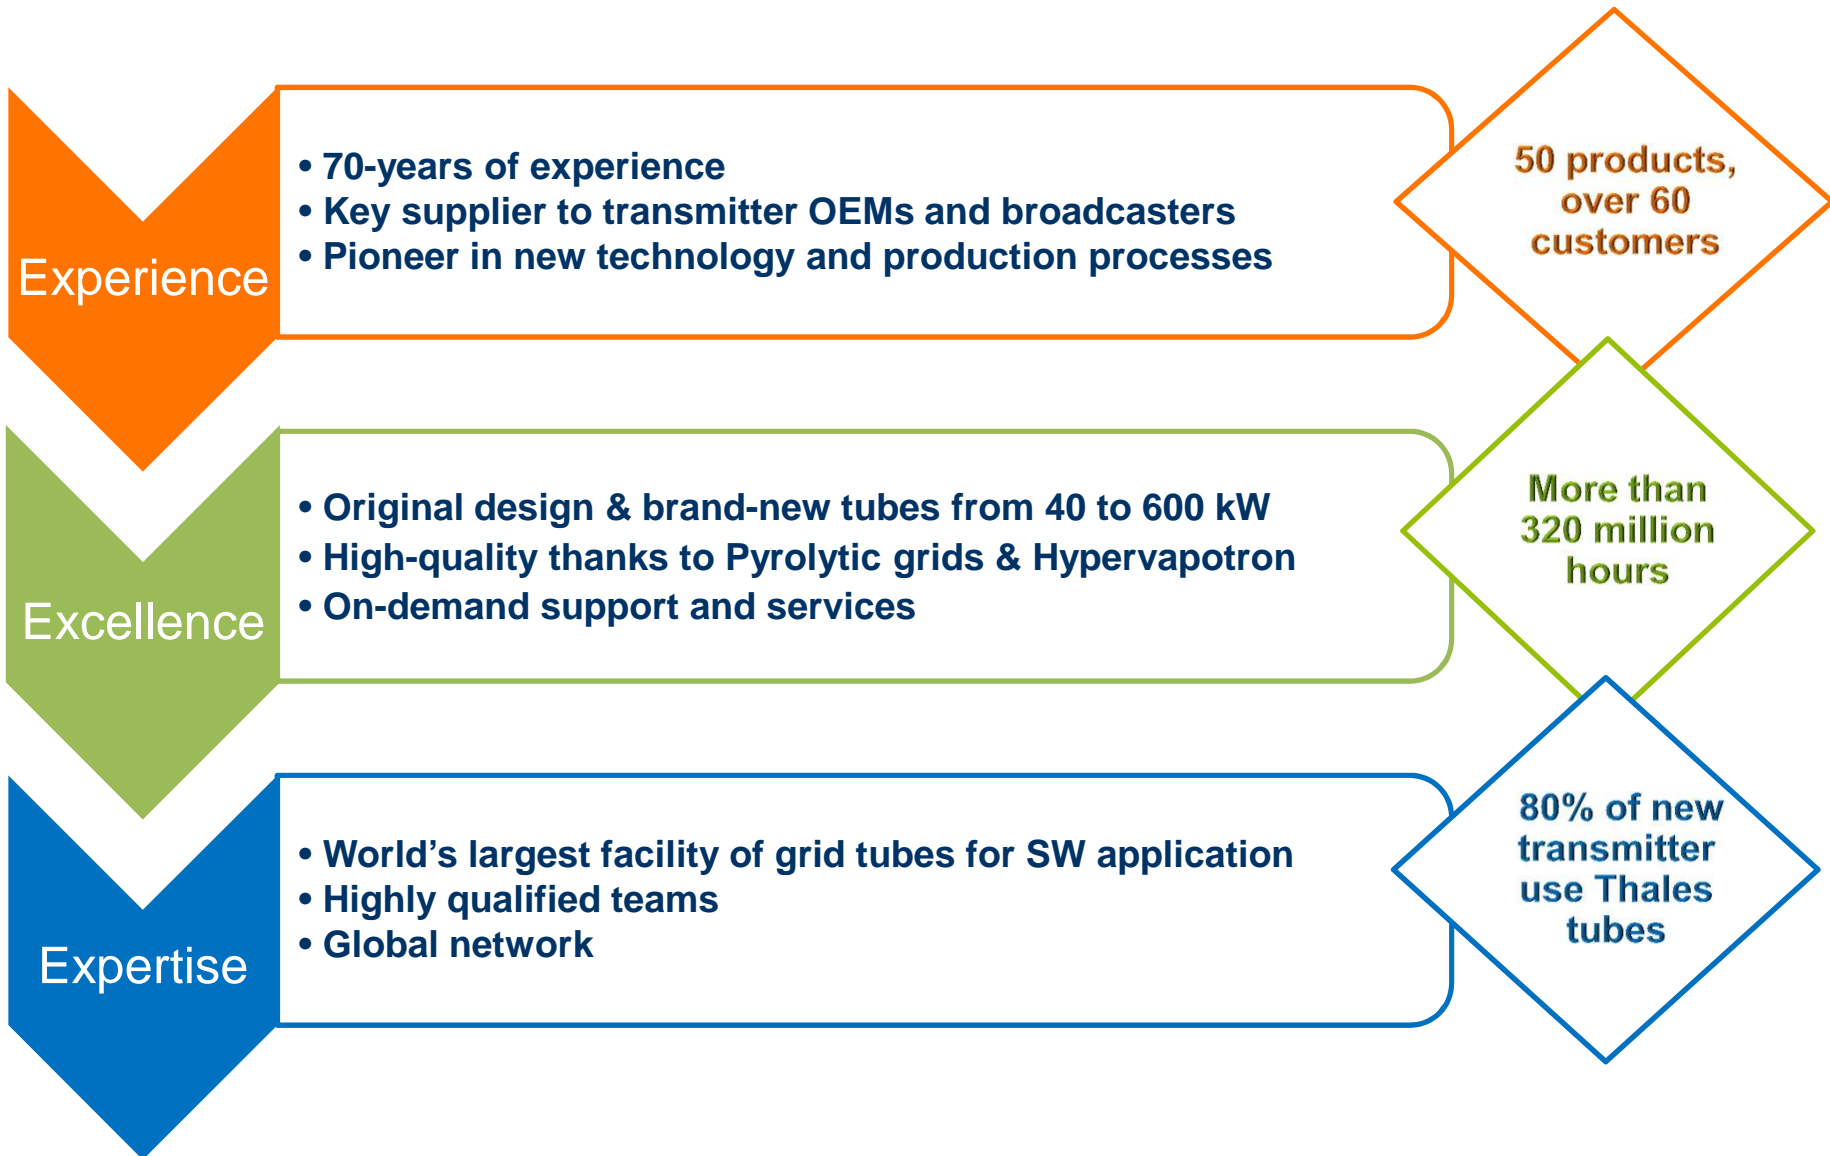 Experience
• 70-years of experience
• Key supplier to transmitter OEMs and broadcasters
• Pioneer in new technology and production processes
50 products,
over 60
customers
Excellence
• Original design & brand-new tubes from 40 to 600 kW
• High-quality thanks to Pyrolytic grids & Hypervapotron
• On-demand support and services
More than
320 million
hours
Expertise
• World’s largest facility of grid tubes for SW application
• Highly qualified teams
• Global network
80% of new
transmitter
use Thales
tubes